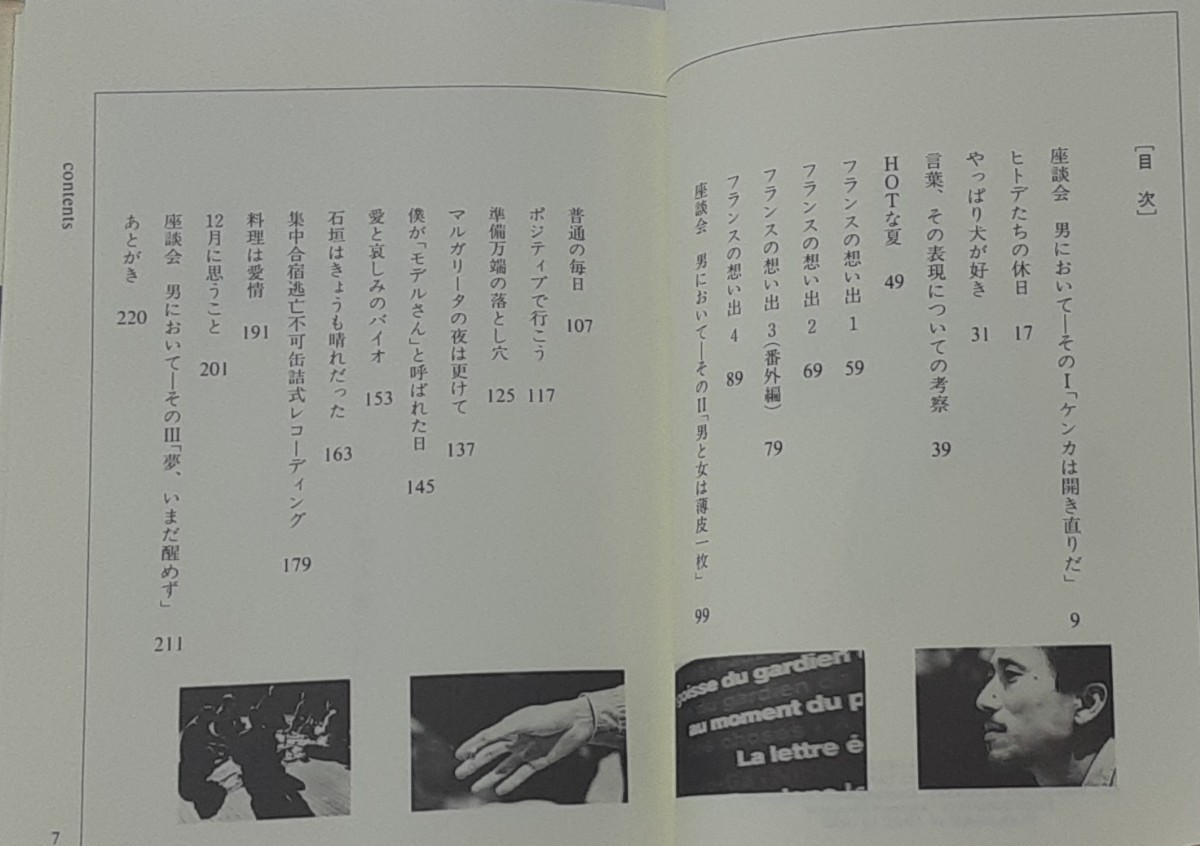 ［目　次］
座談会　男において―そのⅠ「ケンカは開き直りだ」　9
ヒトデたちの休日　17
やっぱり犬が好き　31
言葉、その表現についての考察　39
HOTな夏　49
フランスの想い出　1　59
フランスの想い出　2　69
フランスの想い出　3（番外編）　79
フランスの想い出　4　89
座談会　男において―そのⅡ「男と女は薄皮一枚」　99
du gardien
au moment du p
La lettre é
普通の毎日　107
ポジティブで行こう　117
準備万端の落とし穴　125
マルガリータの夜は更けて　137
僕が「モデルさん」と呼ばれた日　145
愛と哀しみのバイオ　153
石垣はきょうも晴れだった　163
集中合宿逃亡不可缶詰式レコーディング　179
料理は愛情　191
12月に思うこと　201
座談会　男において―そのⅢ「夢、いまだ醒めず」　211
あとがき　220
contents
7